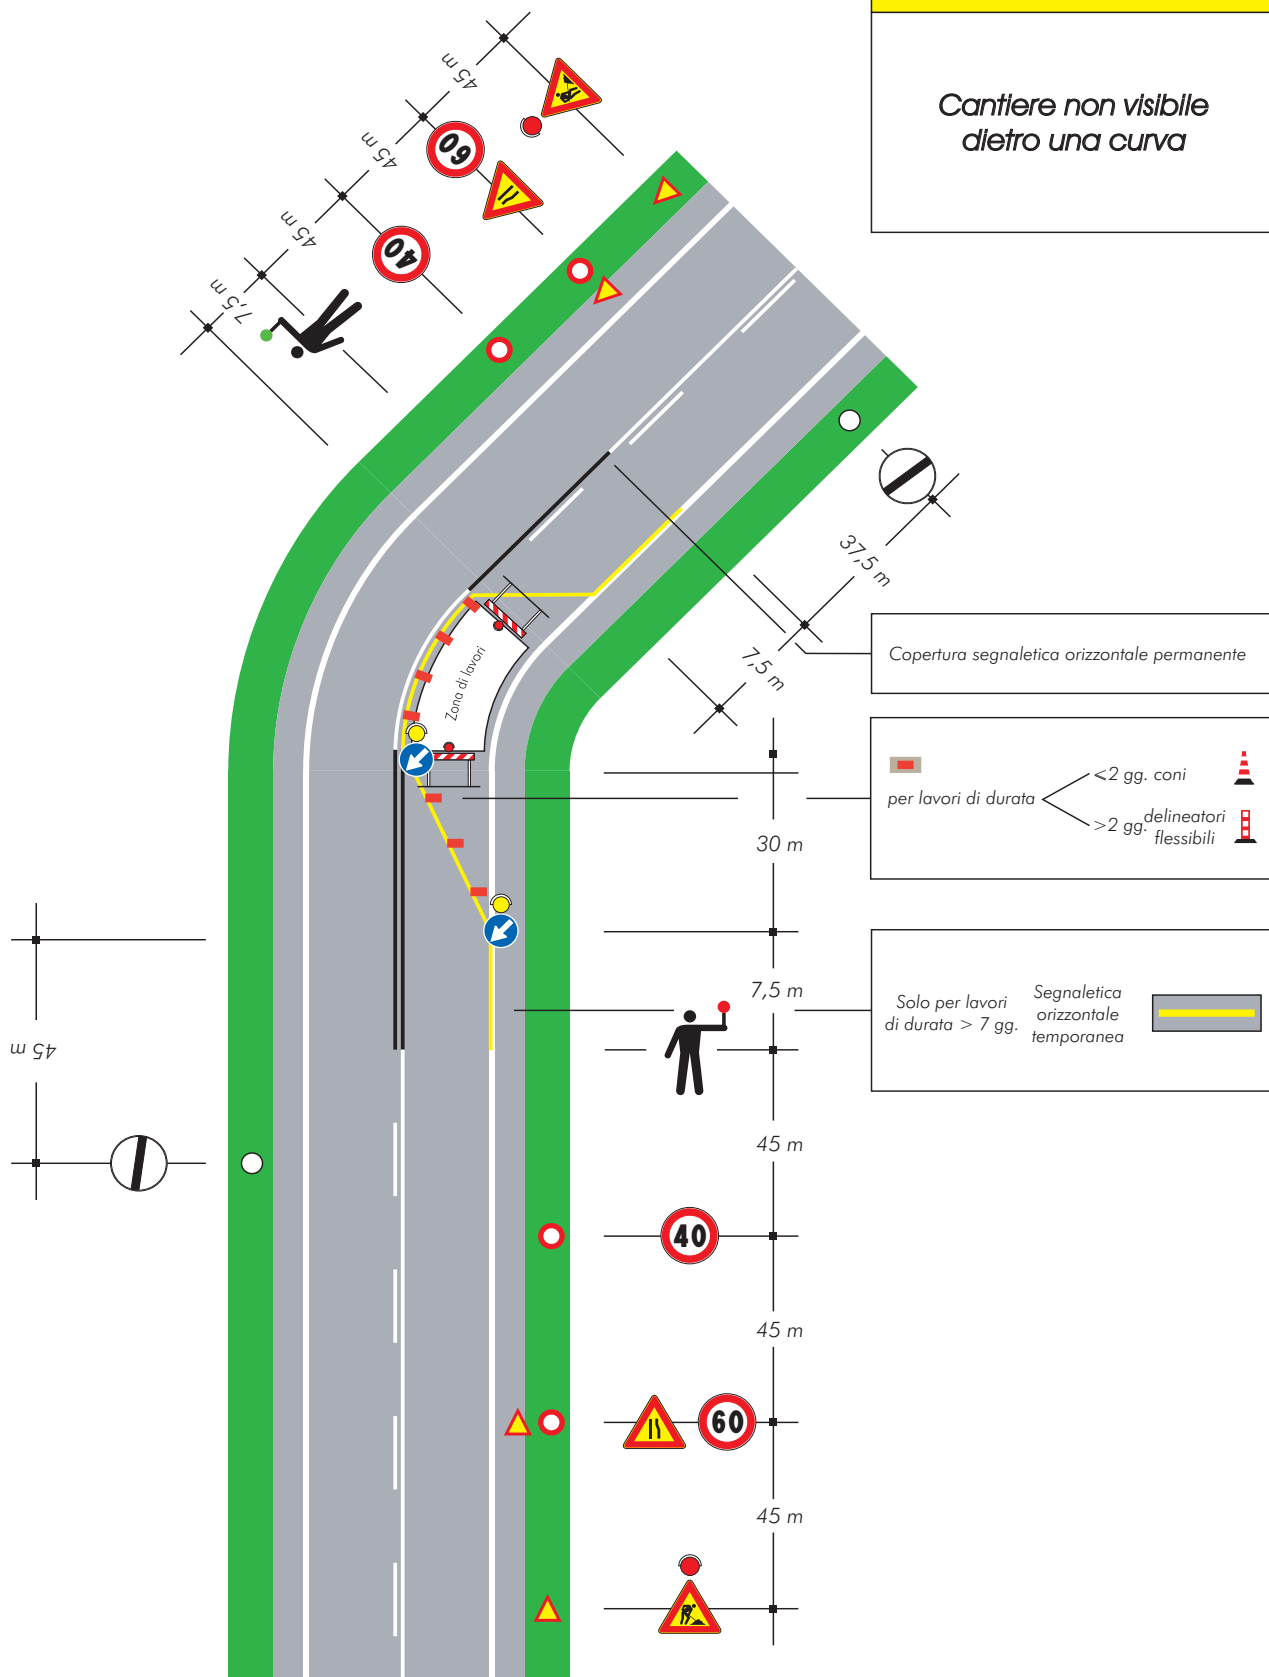 Cantiere non visibile
dietro una curva
45 m
45 m
60
45 m
40
7,5 m
37,5 m
7,5 m
Copertura segnaletica orizzontale permanente
Zona di lavori
per lavori di durata
<2 gg. coni
>2 gg. delineatori
flessibili
30 m
7,5 m
Solo per lavori
di durata > 7 gg.
Segnaletica
orizzontale
temporanea
45 m
45 m
40
45 m
60
45 m